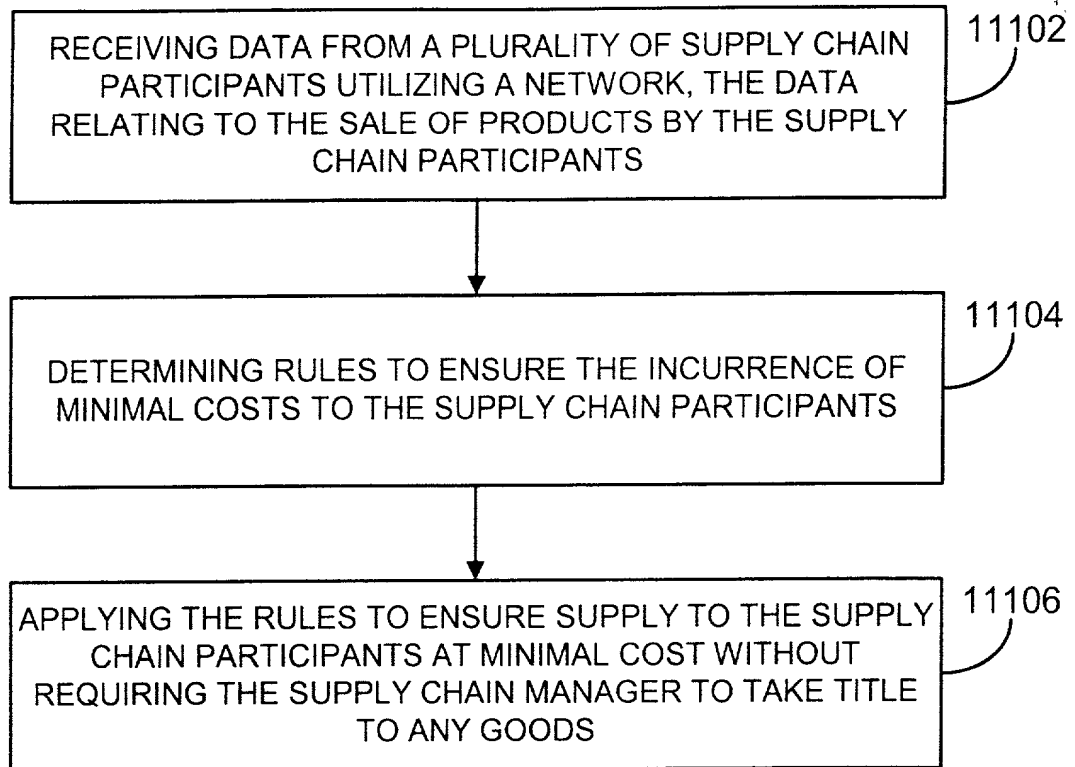 RECEIVING DATA FROM A PLURALITY OF SUPPLY CHAIN
PARTICIPANTS UTILIZING A NETWORK, THE DATA
RELATING TO THE SALE OF PRODUCTS BY THE SUPPLY
CHAIN PARTICIPANTS
11102
DETERMINING RULES TO ENSURE THE INCURRENCE OF
MINIMAL COSTS TO THE SUPPLY CHAIN PARTICIPANTS
11104
APPLYING THE RULES TO ENSURE SUPPLY TO THE SUPPLY
CHAIN PARTICIPANTS AT MINIMAL COST WITHOUT
REQUIRING THE SUPPLY CHAIN MANAGER TO TAKE TITLE
TO ANY GOODS
11106